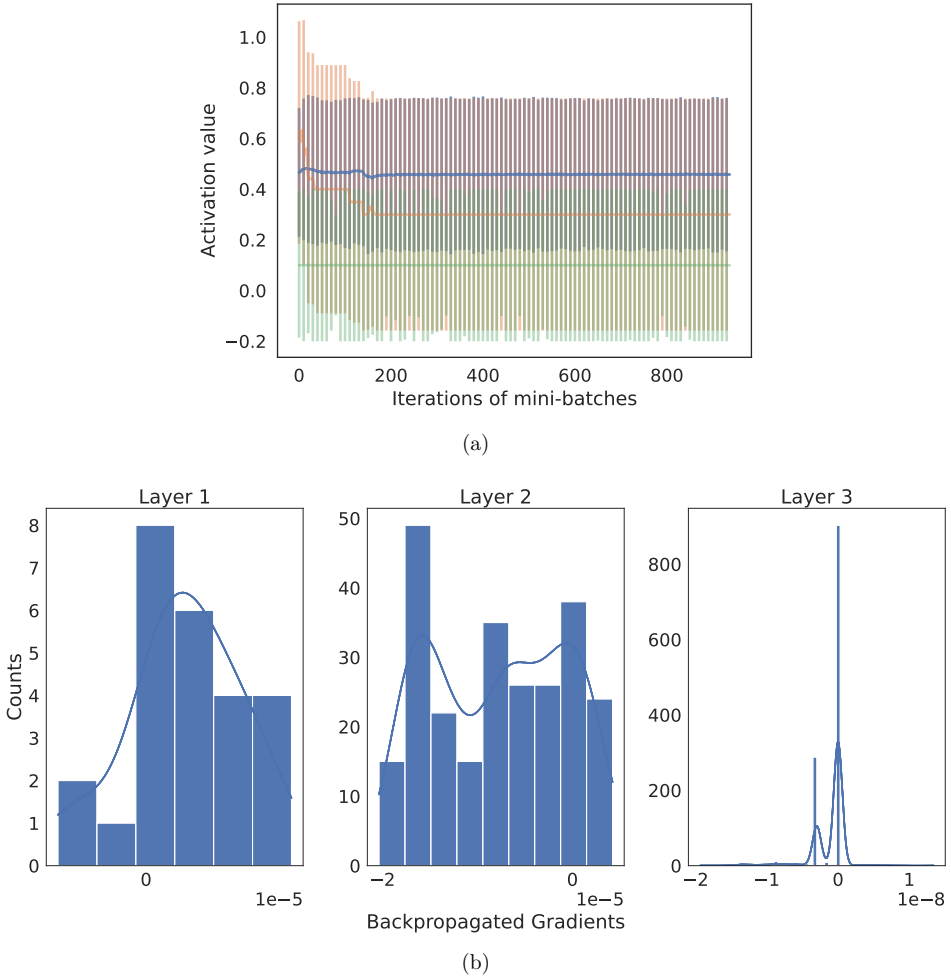 1.0
0.8
0.6
0.4
0.2
0.0
−0.2
Activation value
0 200 400 600 800
Iterations of mini-batches
(a)
Layer 1 Layer 2 Layer 3
Counts
8
7
6
5
4
3
2
1
0
0
1e−5
50
40
30
20
10
0
−2 0
1e−5
800
600
400
200
0
−2 −1 0 1
1e−8
Backpropagated Gradients
(b)